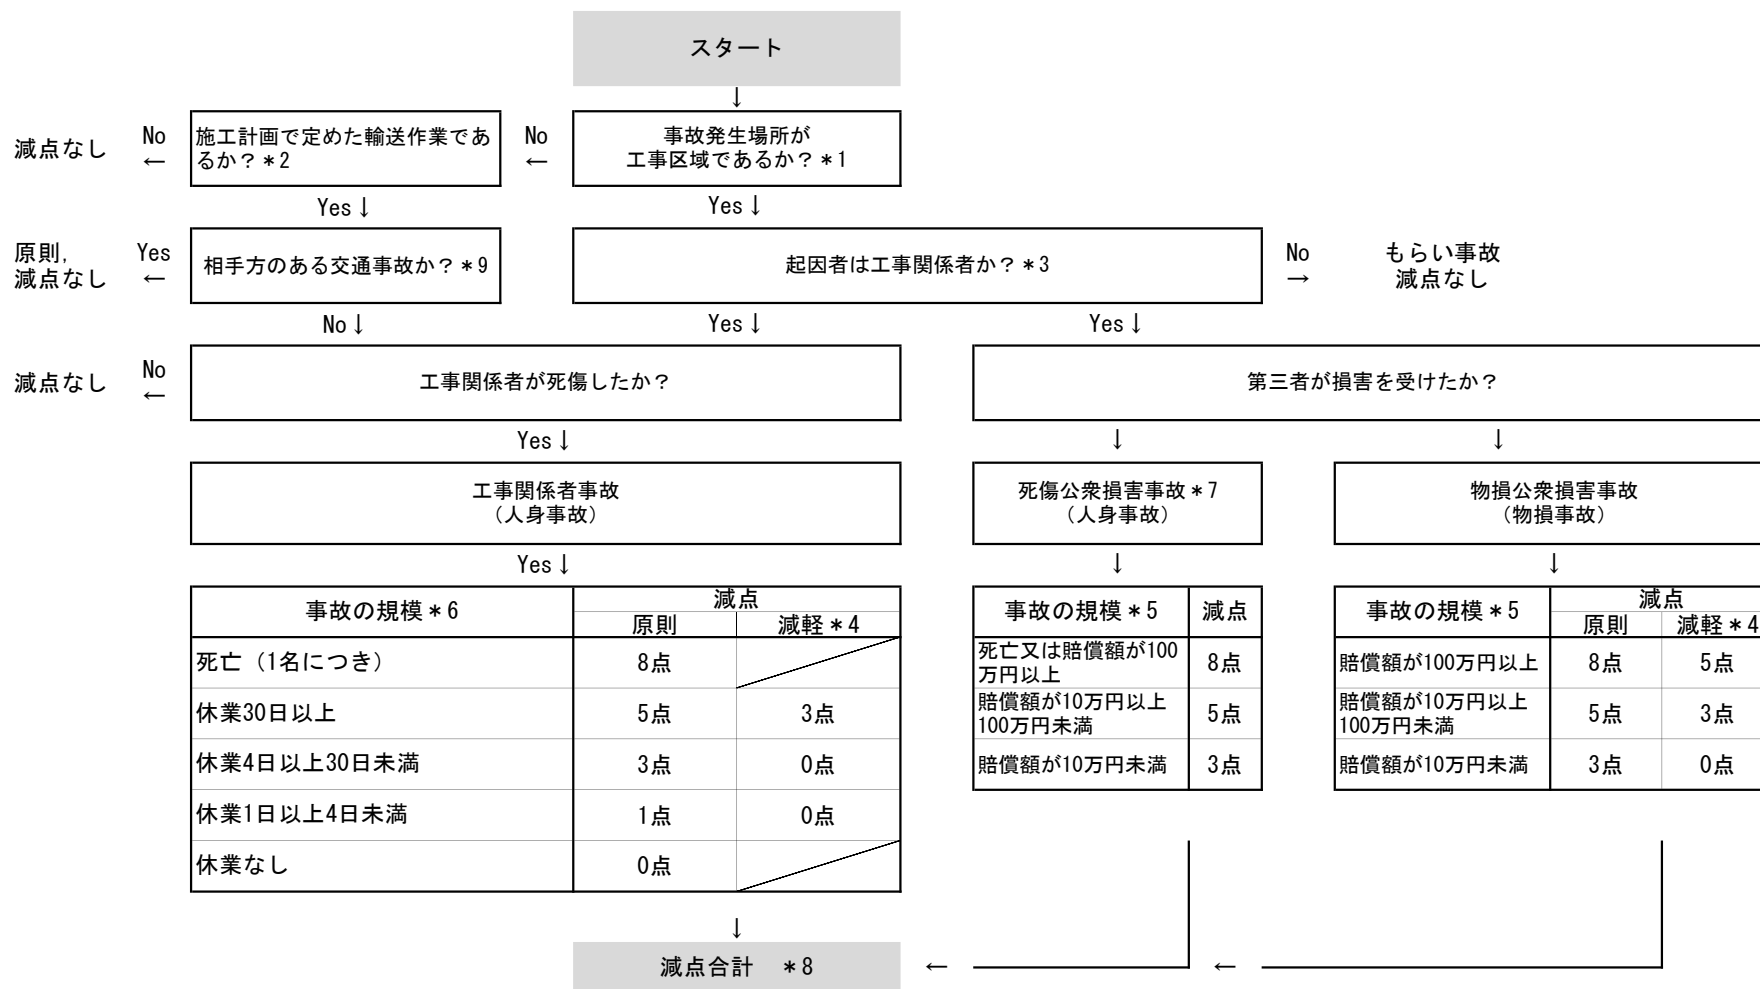 スタート
↓
減点なし
No
←
施工計画で定めた輸送作業であ
るか？＊2
No
←
事故発生場所が
工事区域であるか？＊1
Yes↓
Yes↓
原則,
減点なし
Yes
←
相手方のある交通事故か？＊9
起因者は工事関係者か？＊3
No
→
もらい事故
減点なし
No↓
Yes↓
Yes↓
減点なし
No
←
工事関係者が死傷したか？
第三者が損害を受けたか？
Yes↓
↓
↓
工事関係者事故
（人身事故）
死傷公衆損害事故＊7
（人身事故）
物損公衆損害事故
（物損事故）
Yes↓
↓
↓
事故の規模＊6
減点
原則
減軽＊4
死亡（1名につき）
8点
休業30日以上
5点
3点
休業4日以上30日未満
3点
0点
休業1日以上4日未満
1点
0点
休業なし
0点
事故の規模＊5
減点
死亡又は賠償額が100
万円以上
8点
賠償額が10万円以上
100万円未満
5点
賠償額が10万円未満
3点
事故の規模＊5
減点
原則
減軽＊4
賠償額が100万円以上
8点
5点
賠償額が10万円以上
100万円未満
5点
3点
賠償額が10万円未満
3点
0点
↓
減点合計　＊8
←
←